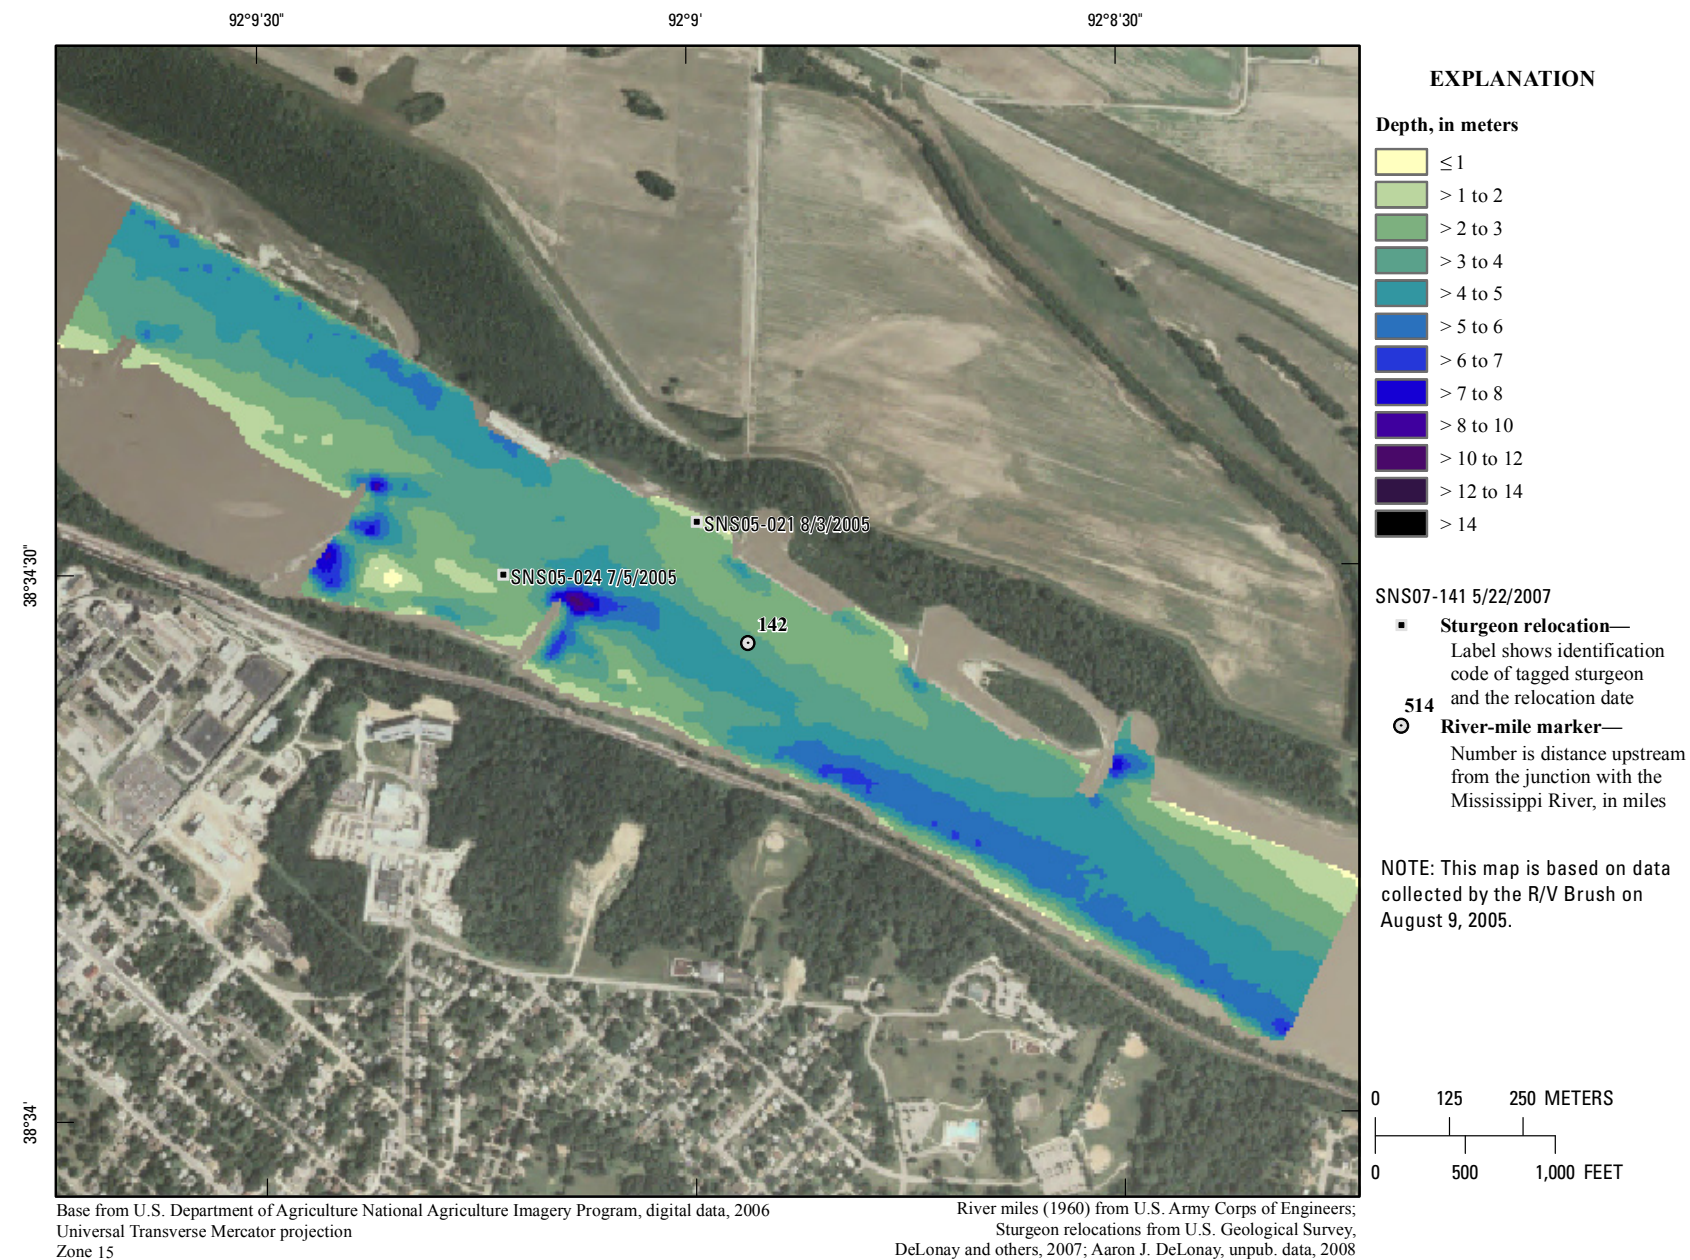 92°9'30"
92°9'
92°8'30"
38°34'30"
38°34'
SNS05-021 8/3/2005
SNS05-024 7/5/2005
142
EXPLANATION
Depth, in meters
≤ 1
> 1 to 2
> 2 to 3
> 3 to 4
> 4 to 5
> 5 to 6
> 6 to 7
> 7 to 8
> 8 to 10
> 10 to 12
> 12 to 14
> 14
SNS07-141 5/22/2007
Sturgeon relocation—
Label shows identification
code of tagged sturgeon
and the relocation date
514
River-mile marker—
Number is distance upstream
from the junction with the
Mississippi River, in miles
NOTE: This map is based on data
collected by the R/V Brush on
August 9, 2005.
0 125 250 METERS
0 500 1,000 FEET
Base from U.S. Department of Agriculture National Agriculture Imagery Program, digital data, 2006
Universal Transverse Mercator projection
Zone 15
River miles (1960) from U.S. Army Corps of Engineers;
Sturgeon relocations from U.S. Geological Survey,
DeLonay and others, 2007; Aaron J. DeLonay, unpub. data, 2008